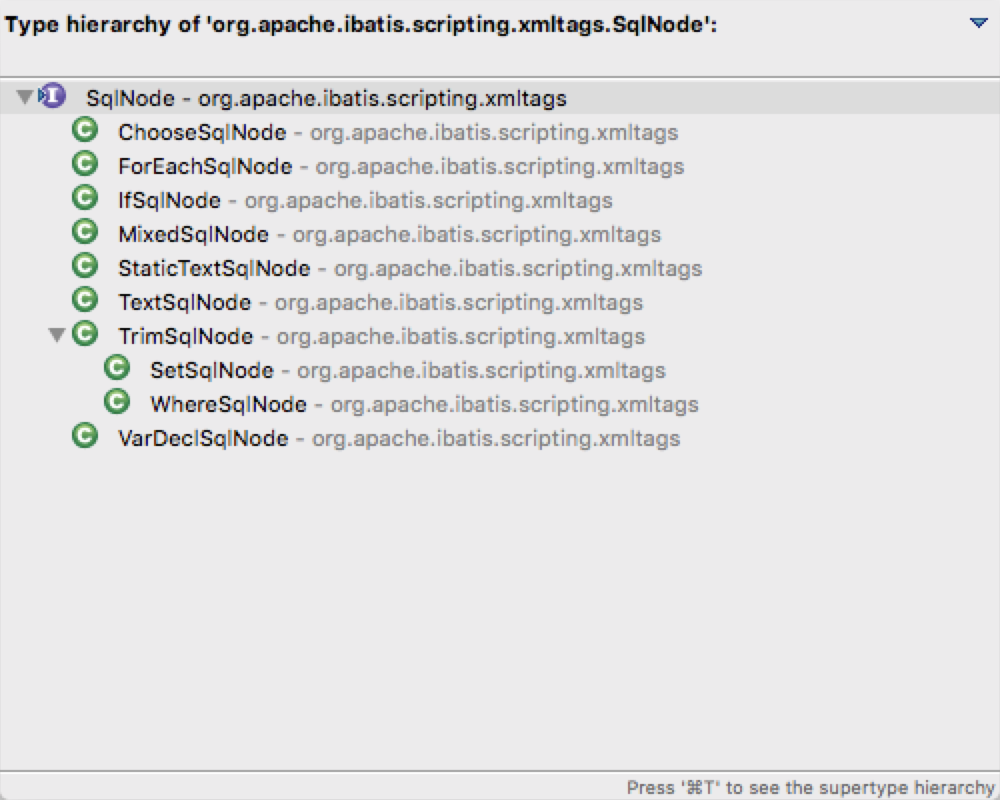 Type hierarchy of 'org.apache.ibatis.scripting.xmltags.SqlNode':
SqlNode - org.apache.ibatis.scripting.xmltags
ChooseSqlNode - org.apache.ibatis.scripting.xmltags
ForEachSqlNode - org.apache.ibatis.scripting.xmltags
IfSqlNode - org.apache.ibatis.scripting.xmltags
MixedSqlNode - org.apache.ibatis.scripting.xmltags
StaticTextSqlNode - org.apache.ibatis.scripting.xmltags
TextSqlNode - org.apache.ibatis.scripting.xmltags
TrimSqlNode - org.apache.ibatis.scripting.xmltags
SetSqlNode - org.apache.ibatis.scripting.xmltags
WhereSqlNode - org.apache.ibatis.scripting.xmltags
VarDeclSqlNode - org.apache.ibatis.scripting.xmltags
Press '⌘T' to see the supertype hierarchy